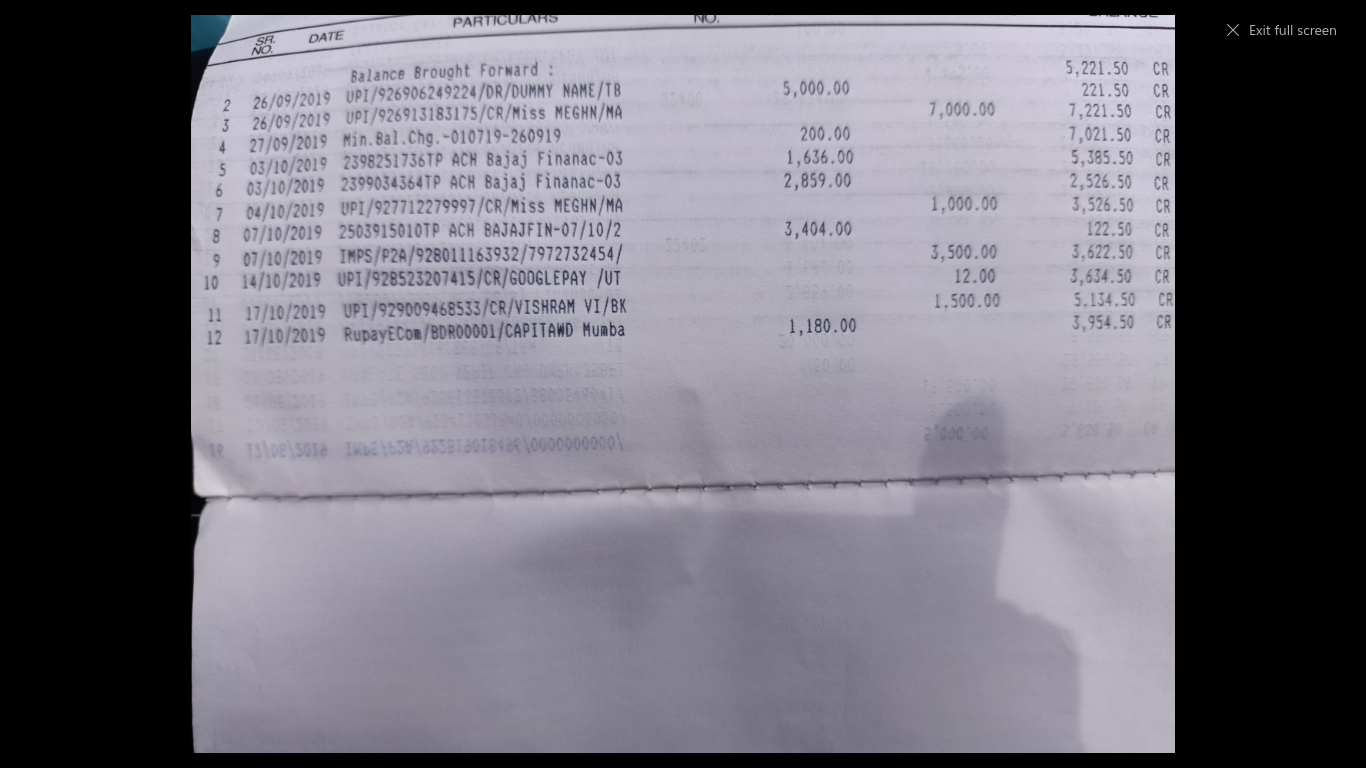 PARTICULARS NO. BALANCE
SR. NO. DATE
Balance Brought Forward : 5,221.50 CR
2 26/09/2019 UPI/926906249224/DR/DUMMY NAME/TB 5,000.00 221.50 CR
3 26/09/2019 UPI/926913183175/CR/Miss MEGHN/MA 7,000.00 7,221.50 CR
4 27/09/2019 Min.Bal.Chg.-010719-260919 200.00 7,021.50 CR
5 03/10/2019 2398251736TP ACH Bajaj Finanac-03 1,636.00 5,385.50 CR
6 03/10/2019 2399034364TP ACH Bajaj Finanac-03 2,859.00 2,526.50 CR
7 04/10/2019 UPI/927712279997/CR/Miss MEGHN/MA 1,000.00 3,526.50 CR
8 07/10/2019 2503915010TP ACH BAJAJFIN-07/10/2 3,404.00 122.50 CR
9 07/10/2019 IMPS/P2A/928011163932/7972732454/ 3,500.00 3,622.50 CR
10 14/10/2019 UPI/928523207415/CR/GOOGLEPAY /UT 12.00 3,634.50 CR
11 17/10/2019 UPI/929009468533/CR/VISHRAM VI/BK 1,500.00 5,134.50 CR
12 17/10/2019 RupayECom/BDR00001/CAPITAWD Mumba 1,180.00 3,954.50 CR
Exit full screen